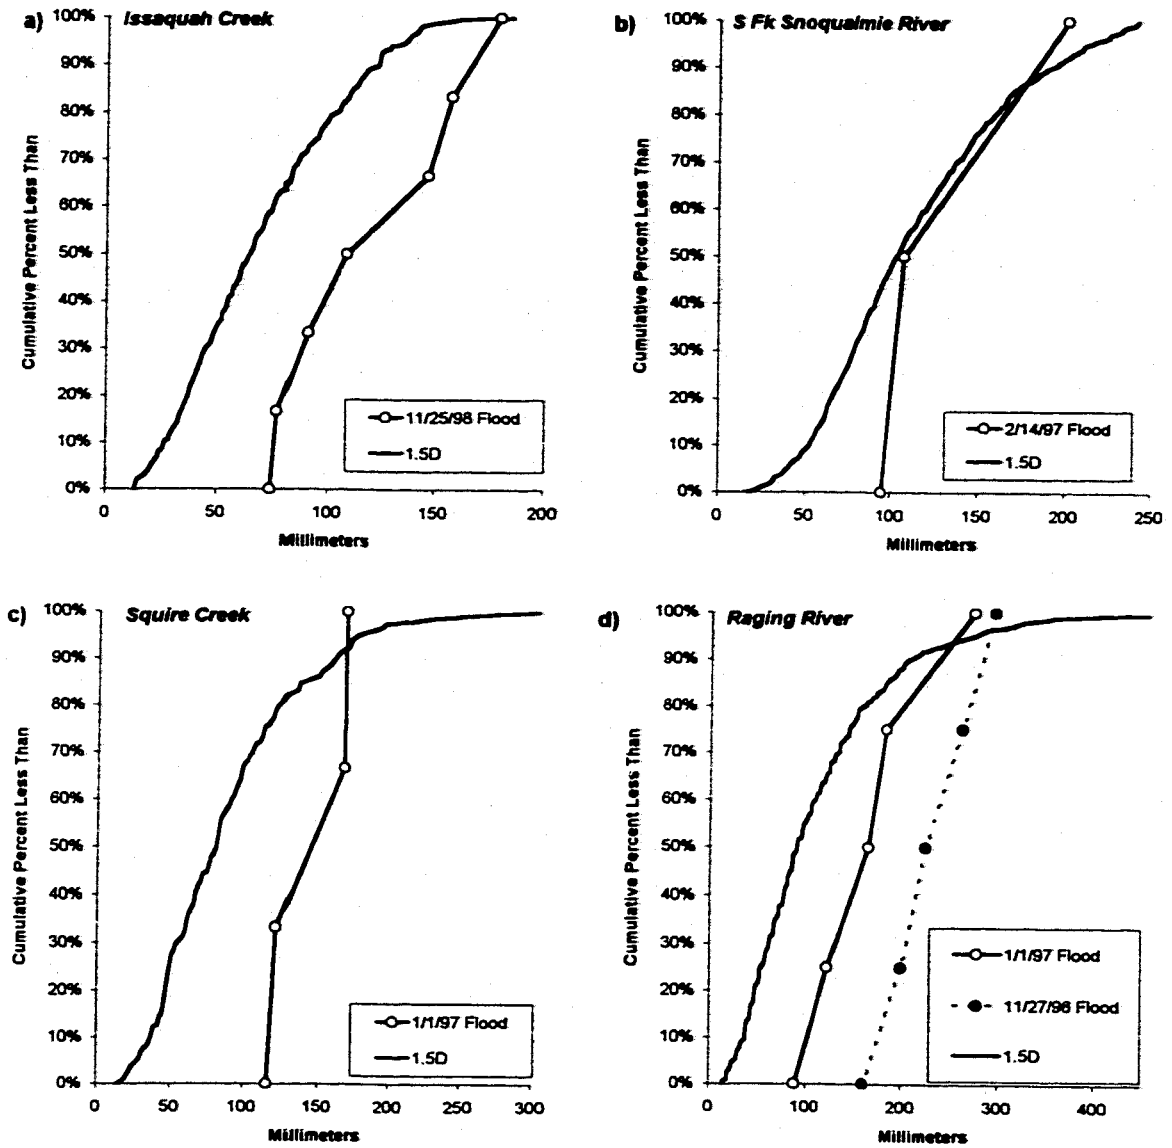 a) Issaquah Creek
100%
90%
80%
70%
60%
50%
40%
30%
20%
10%
0%
Cumulative Percent Less Than
11/25/98 Flood
1.5D
0 50 100 150 200
Millimeters
b) S Fk Snoqualmie River
100%
90%
80%
70%
60%
50%
40%
30%
20%
10%
0%
Cumulative Percent Less Than
2/14/97 Flood
1.5D
0 50 100 150 200 250
Millimeters
c) Squire Creek
100%
90%
80%
70%
60%
50%
40%
30%
20%
10%
0%
Cumulative Percent Less Than
1/1/97 Flood
1.5D
0 50 100 150 200 250 300
Millimeters
d) Raging River
100%
90%
80%
70%
60%
50%
40%
30%
20%
10%
0%
Cumulative Percent Less Than
1/1/97 Flood
11/27/96 Flood
1.5D
0 100 200 300 400
Millimeters